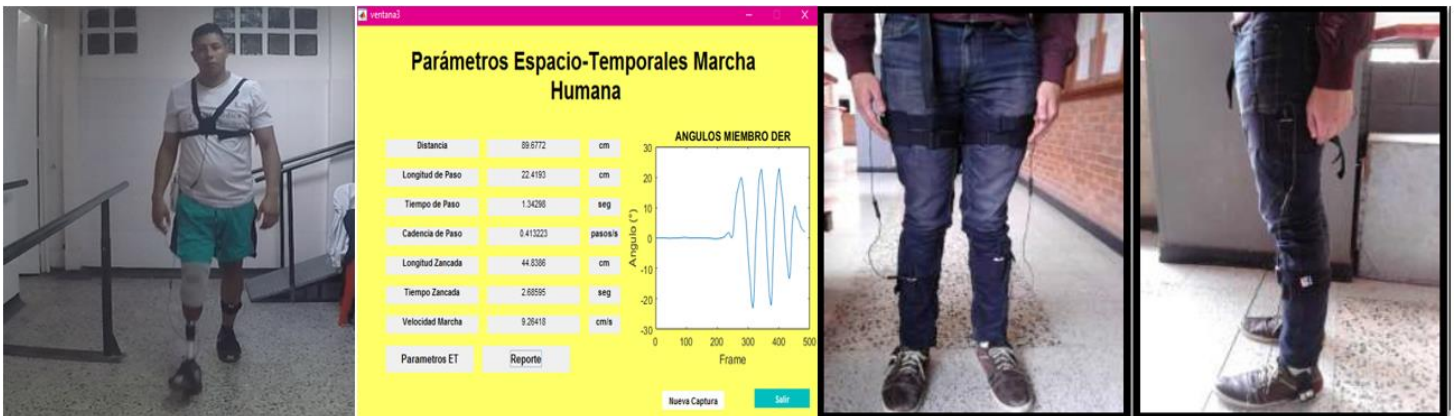 ventana3
Parámetros Espacio-Temporales Marcha
Humana
Distancia 89.6772 cm
Longitud de Paso 22.4193 cm
Tiempo de Paso 1.34298 seg
Cadencia de Paso 0.413223 pasos/s
Longitud Zancada 44.8386 cm
Tiempo Zancada 2.68595 seg
Velocidad Marcha 9.26418 cm/s
Parametros ET Reporte
ANGULOS MIEMBRO DER
Angulo (°)
30
20
10
0
-10
-20
-30
0 100 200 300 400 500
Frame
Nueva Captura Salir